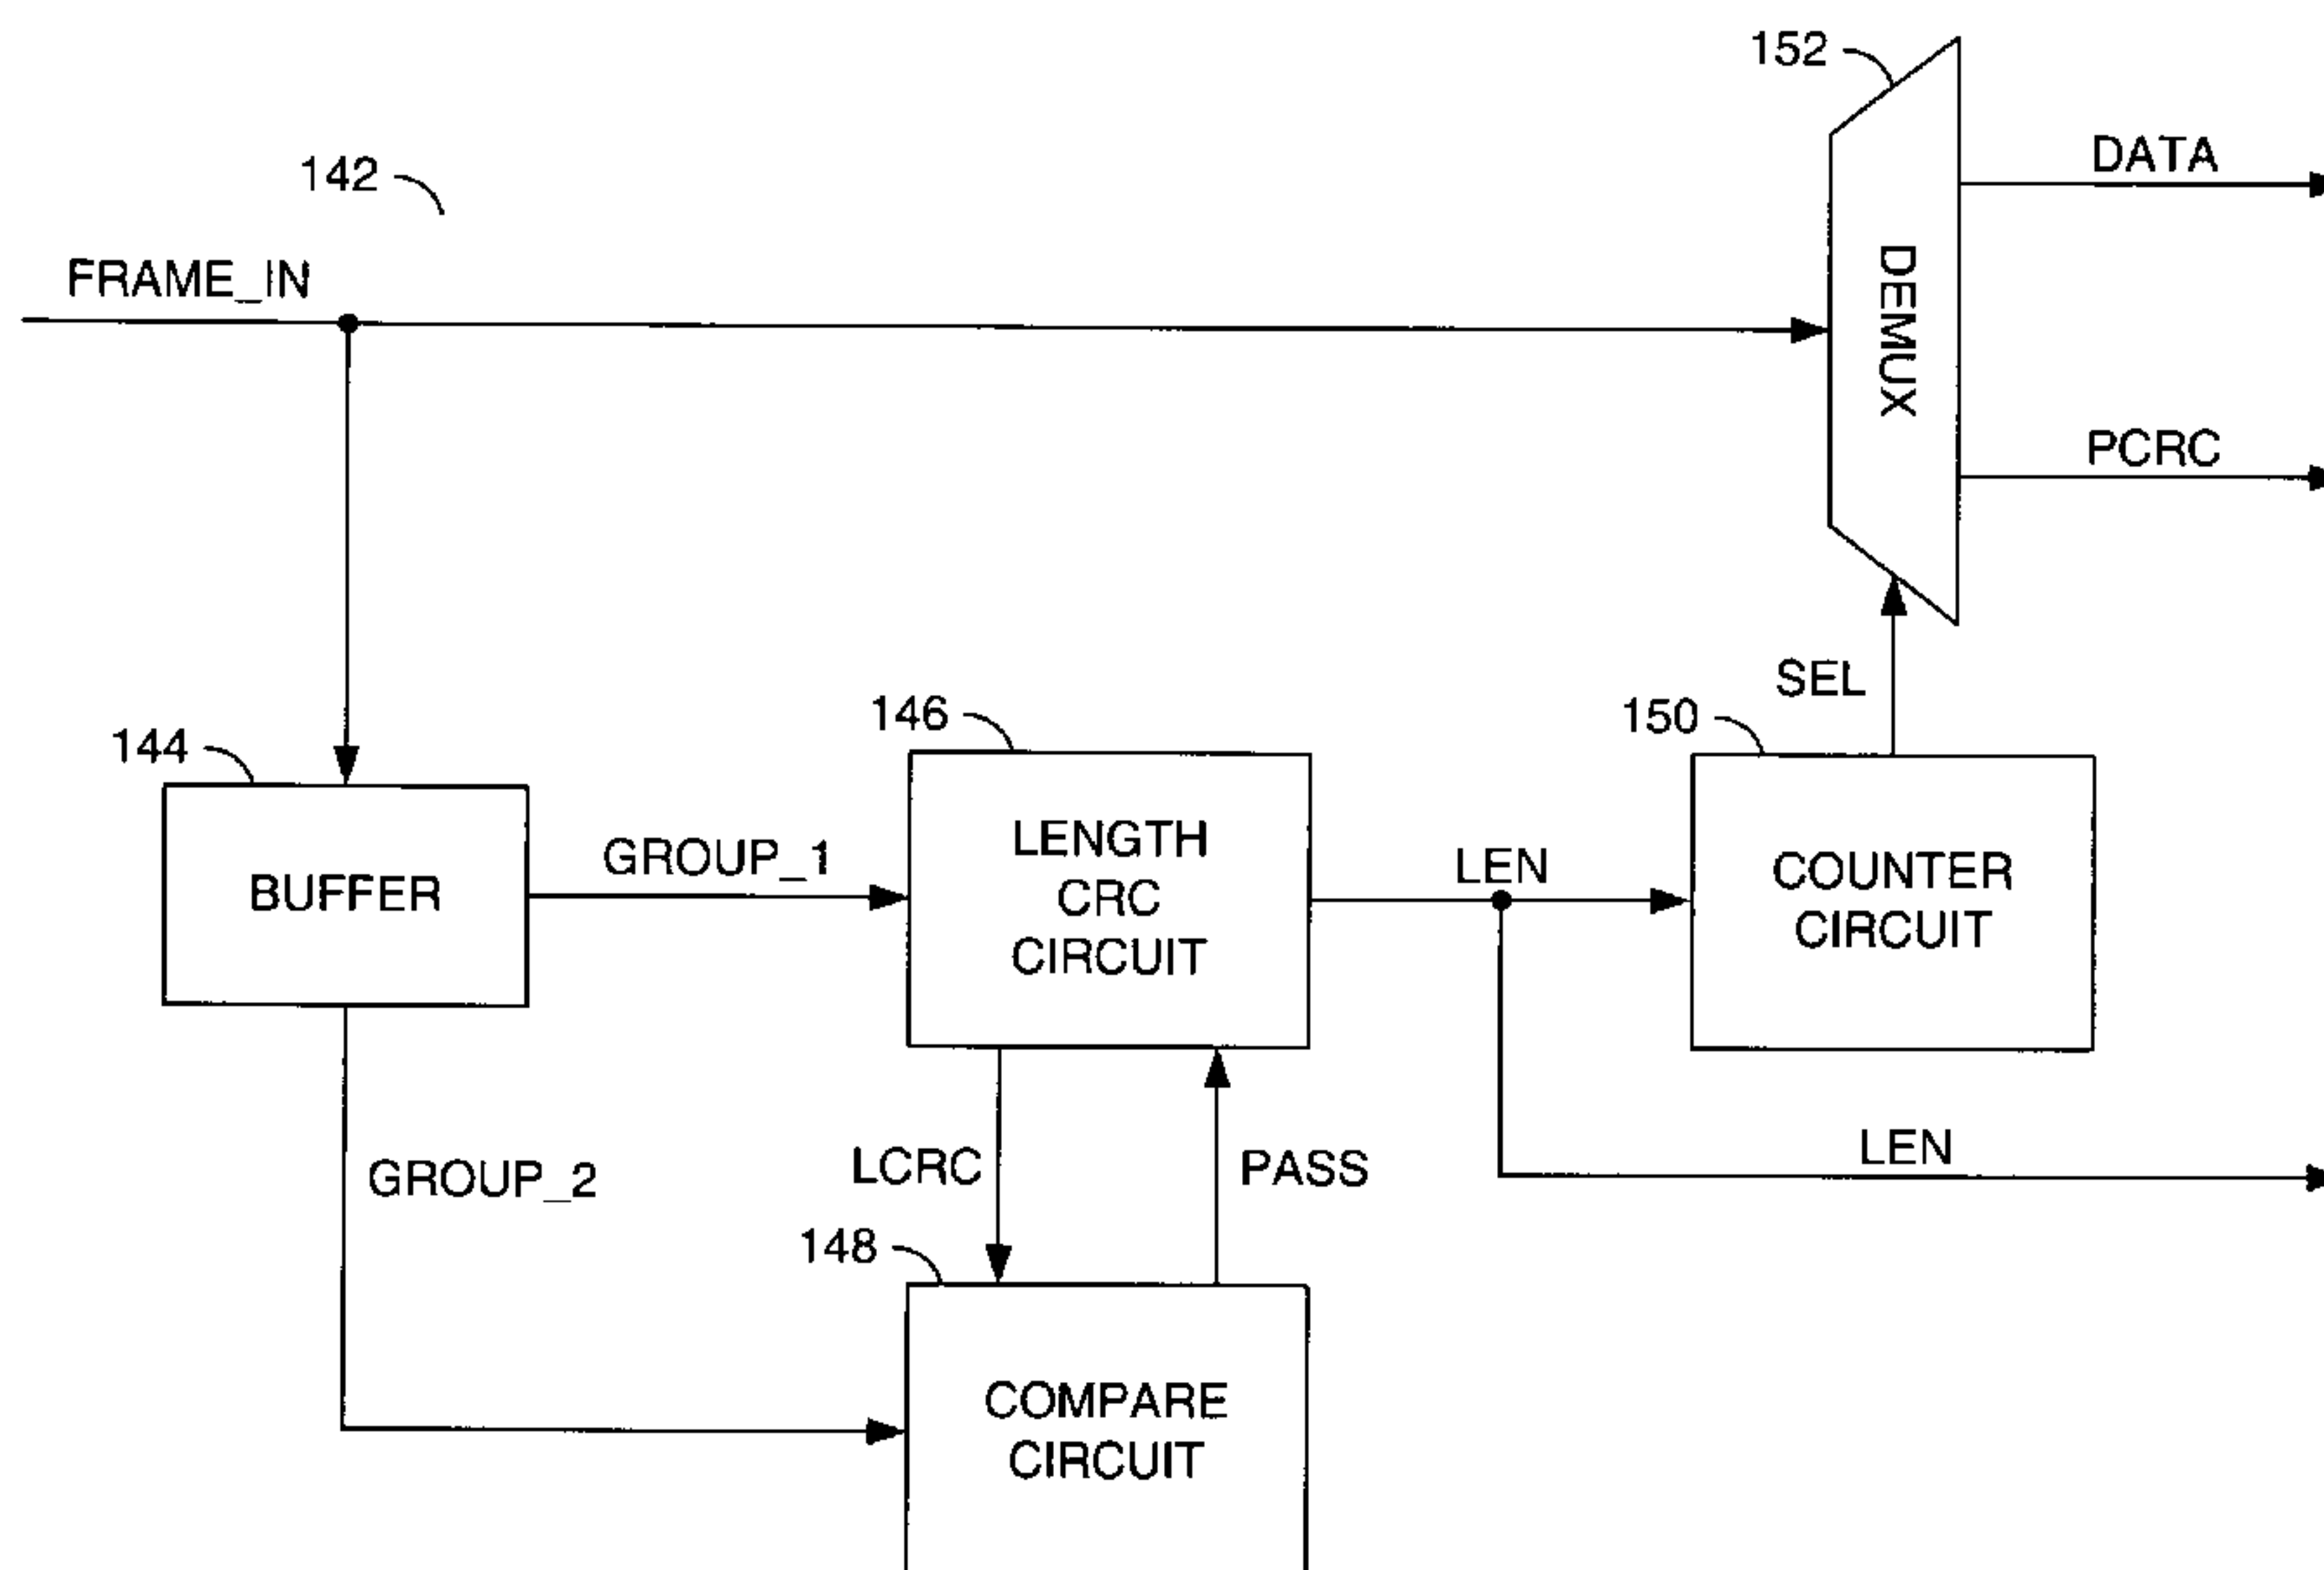 152
DATA
142
FRAME_IN
DEMUX
PCRC
SEL
146
150
144
LENGTH
CRC
CIRCUIT
GROUP_1
LEN
COUNTER
CIRCUIT
BUFFER
LEN
LCRC
PASS
GROUP_2
148
COMPARE
CIRCUIT